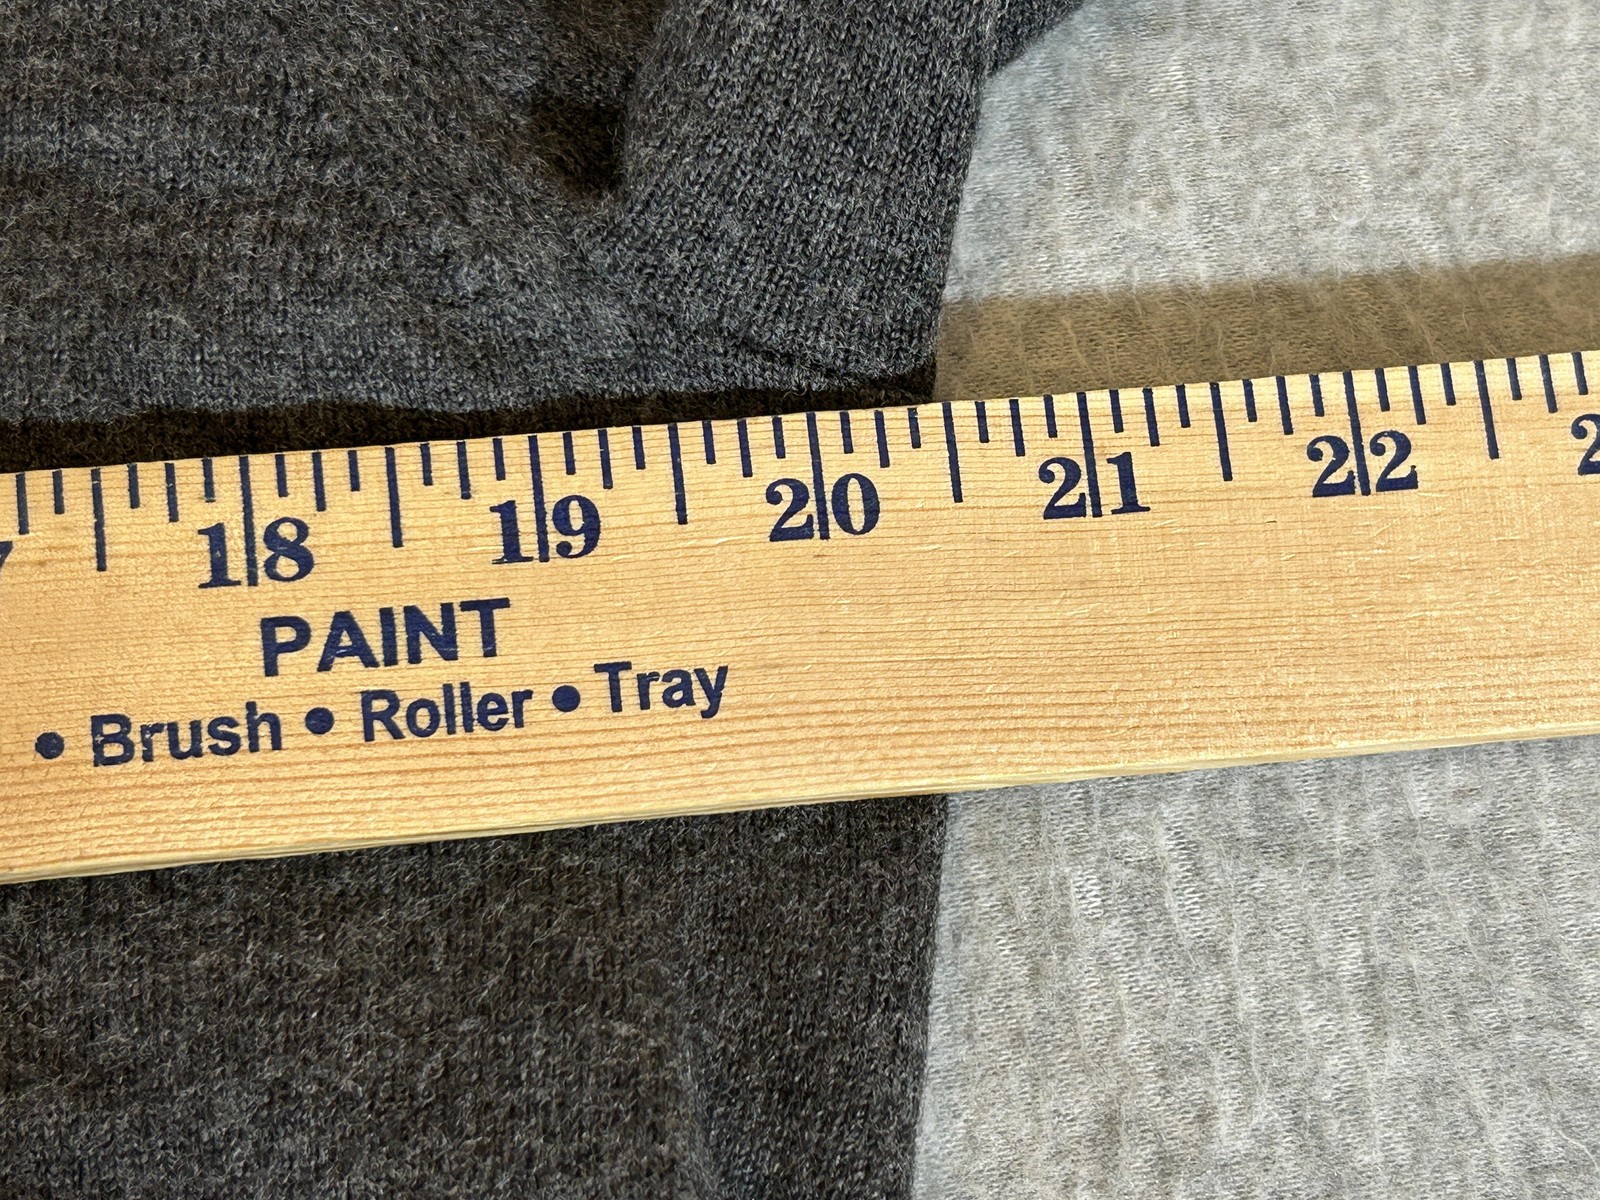 18 19 20 21 22
PAINT
• Brush • Roller • Tray